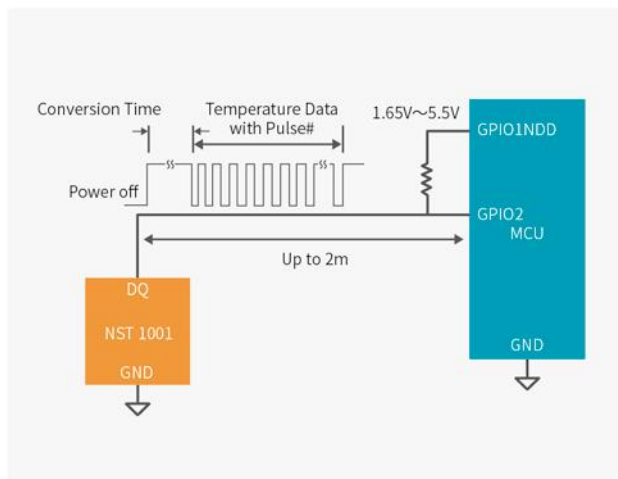 Conversion Time
Temperature Data
with Pulse#
1.65V～5.5V
GPIO1NDD
Power off
GPIO2
MCU
Up to 2m
DQ
NST 1001
GND
GND